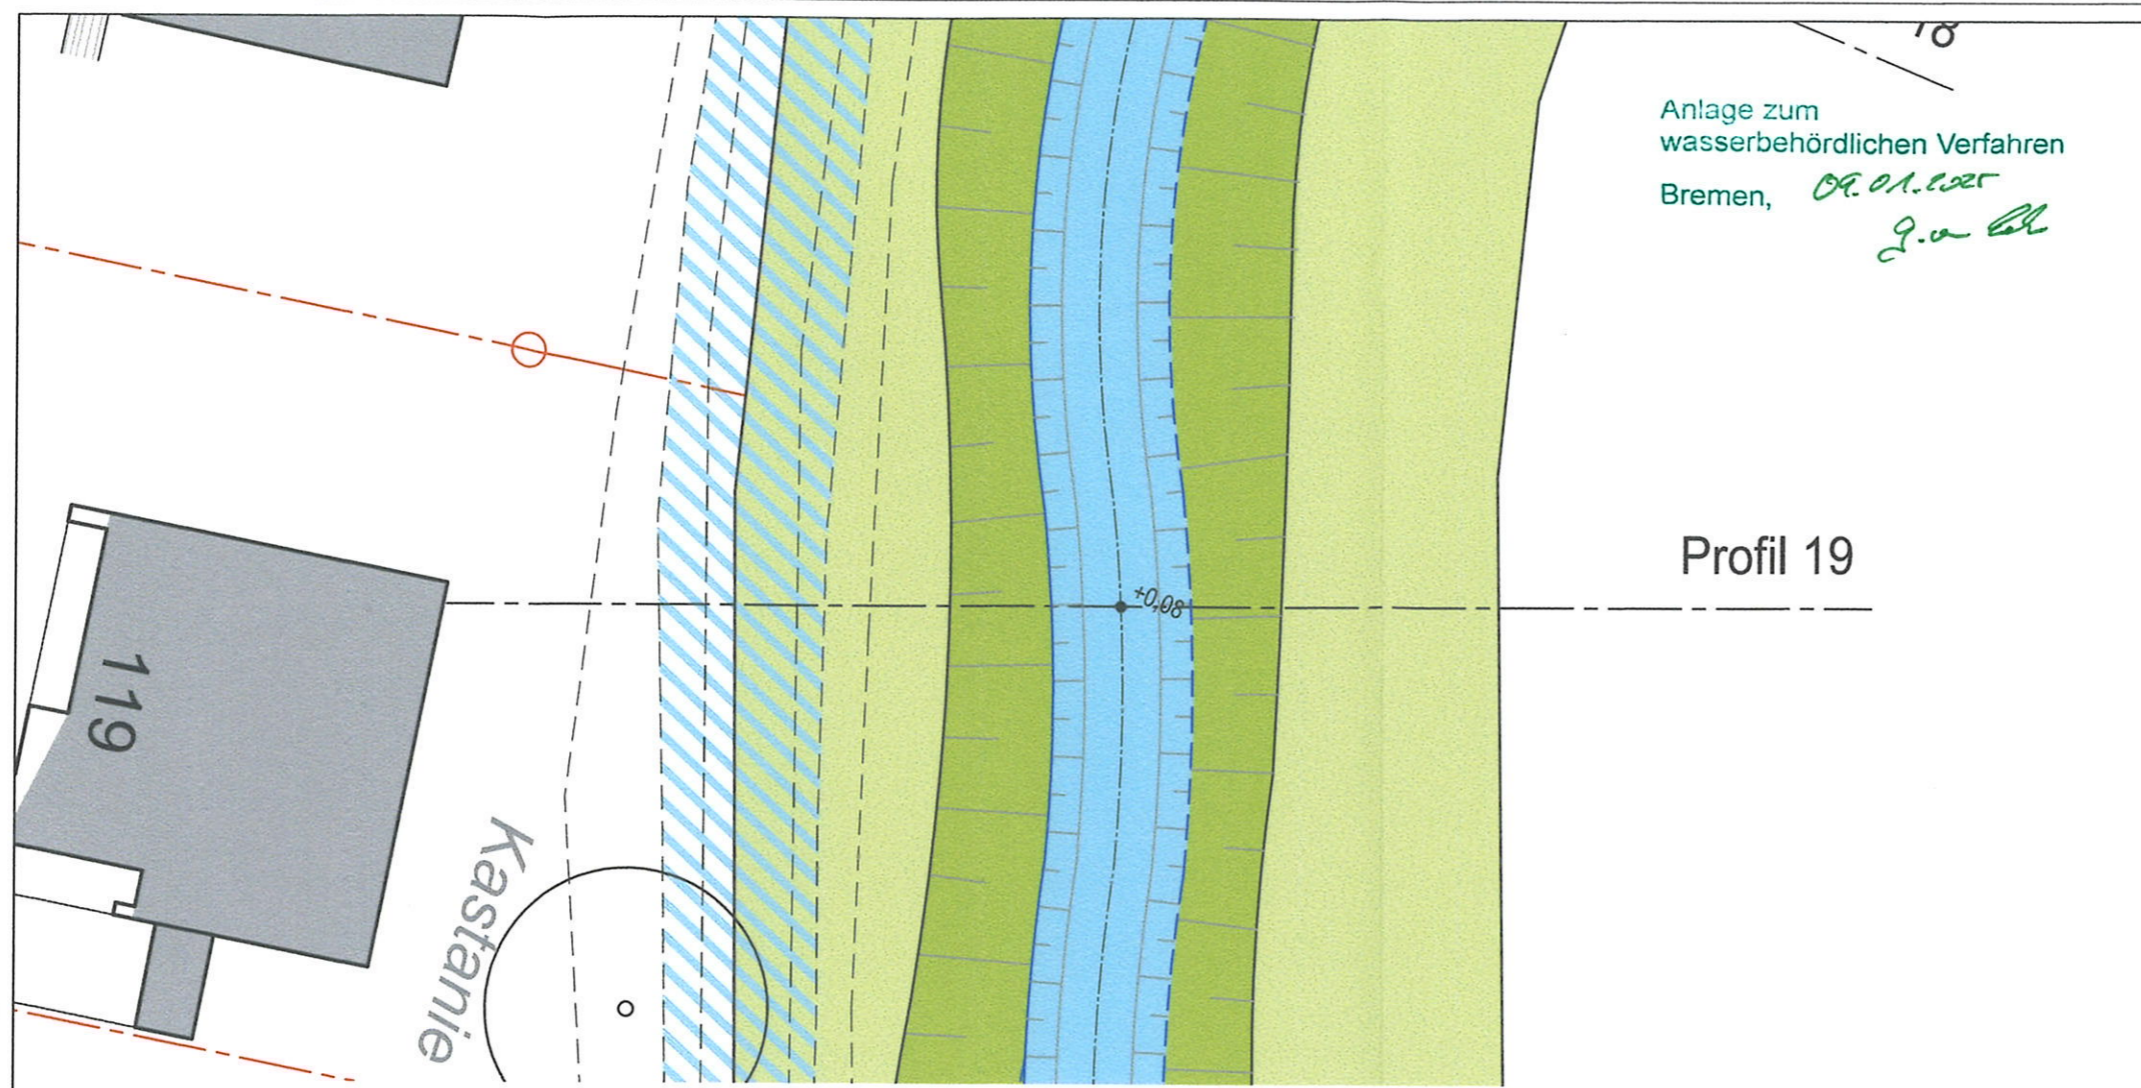 18
Anlage zum
wasserbehördlichen Verfahren
Bremen, 09.01.2025
Profil 19
+0,08
119
Kastanie